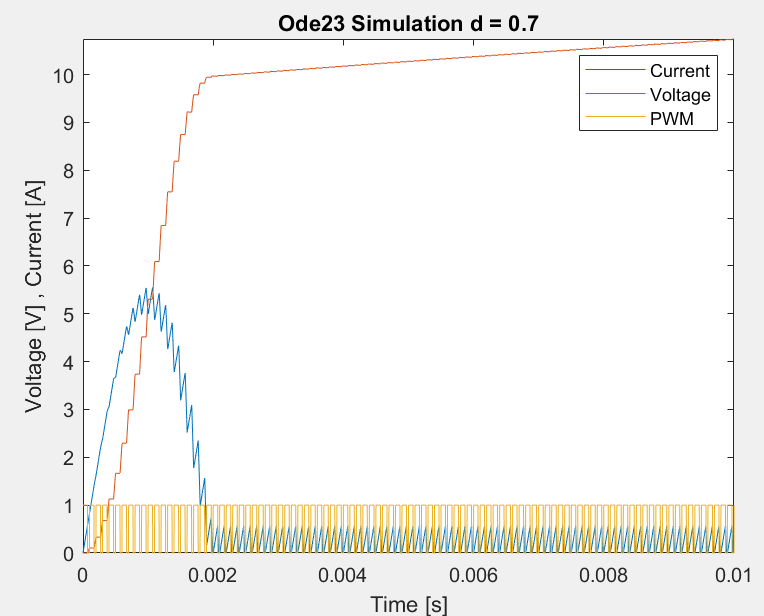 Ode23 Simulation d = 0.7
Current
Voltage
PWM
10
9
8
7
6
5
4
3
2
1
0
Voltage [V] , Current [A]
0
0.002
0.004
0.006
0.008
0.01
Time [s]